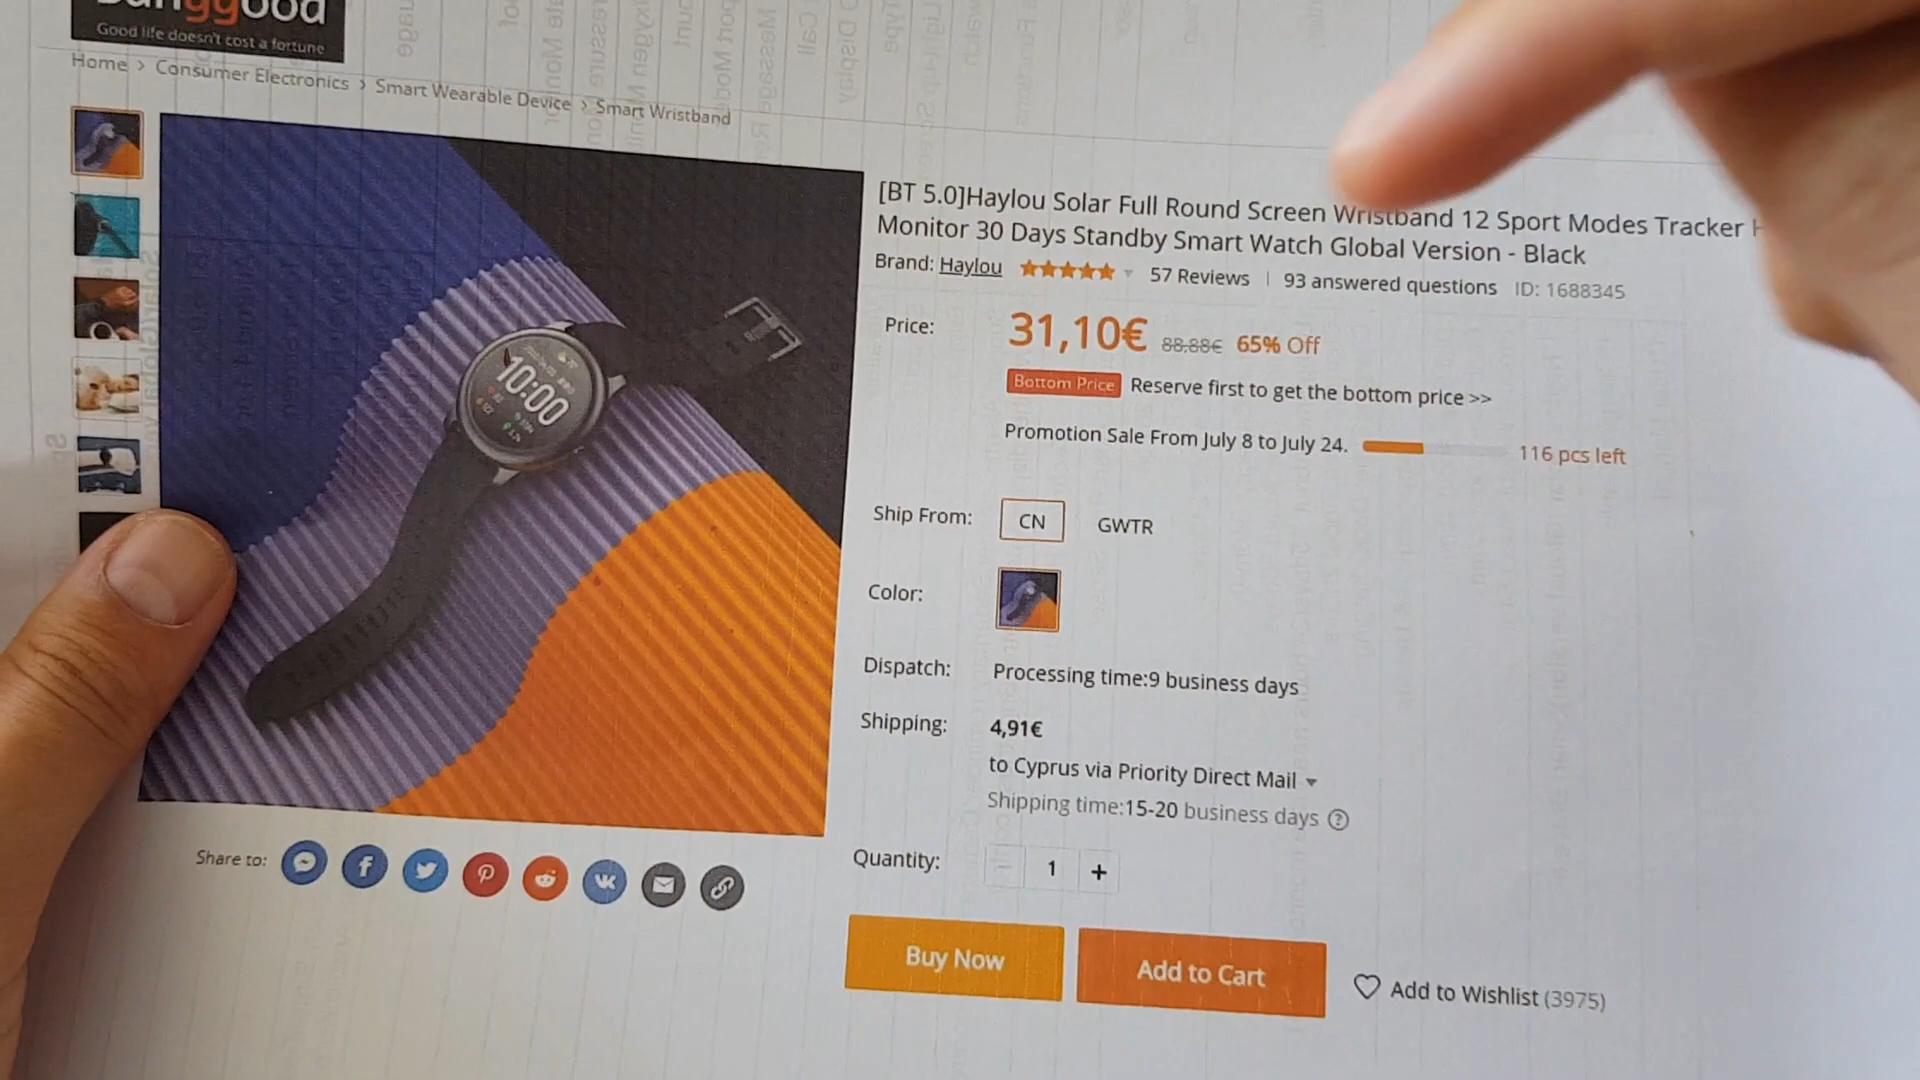 Good life doesn't cost a fortune
Home > Consumer Electronics > Smart Wearable Device > Smart Wristband
[BT 5.0]Haylou Solar Full Round Screen Wristband 12 Sport Modes Tracker
Monitor 30 Days Standby Smart Watch Global Version - Black
Brand: Haylou 57 Reviews | 93 answered questions ID: 1688345
Price: 31,10€ 88,88€ 65% Off
Bottom Price Reserve first to get the bottom price >>
Promotion Sale From July 8 to July 24. 116 pcs left
10:00
Ship From: CN GWTR
Color:
Dispatch: Processing time:9 business days
Shipping: 4,91€
to Cyprus via Priority Direct Mail
Shipping time:15-20 business days ?
Quantity: 1 +
Share to:
Buy Now Add to Cart Add to Wishlist (3975)